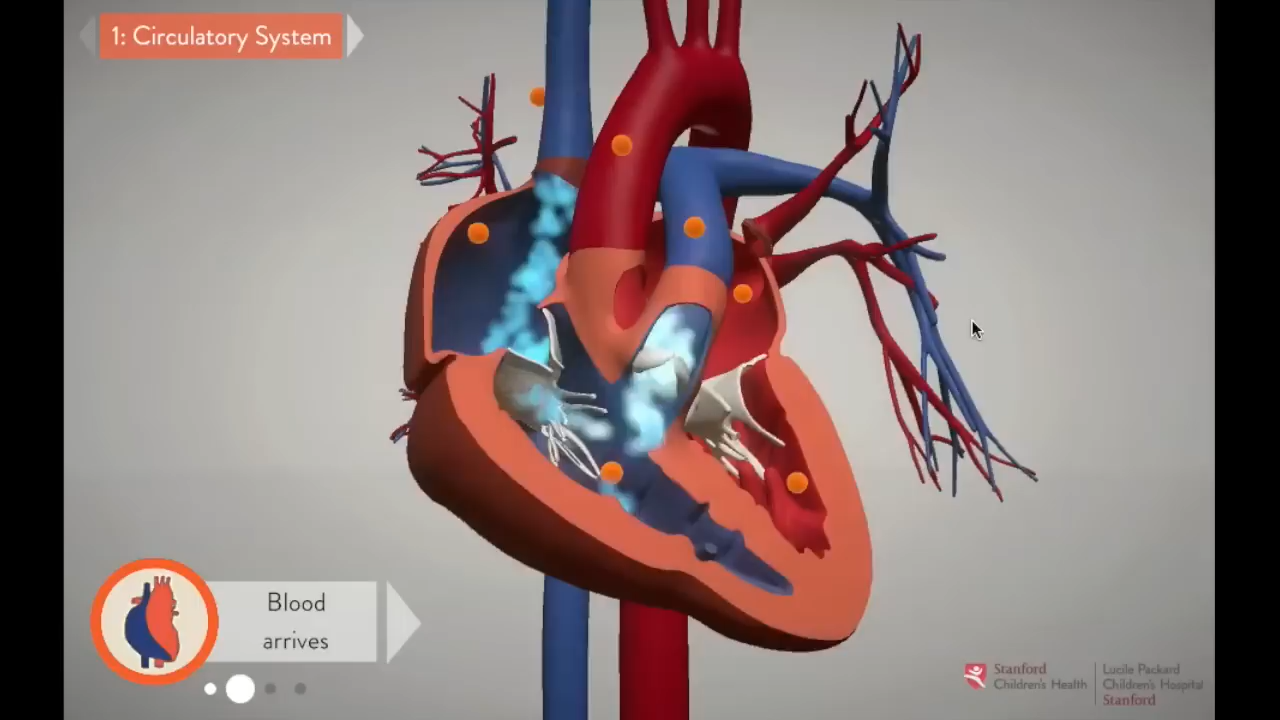 1: Circulatory System
Blood
arrives
Stanford
Children's Health
Lucile Packard
Children's Hospital
Stanford